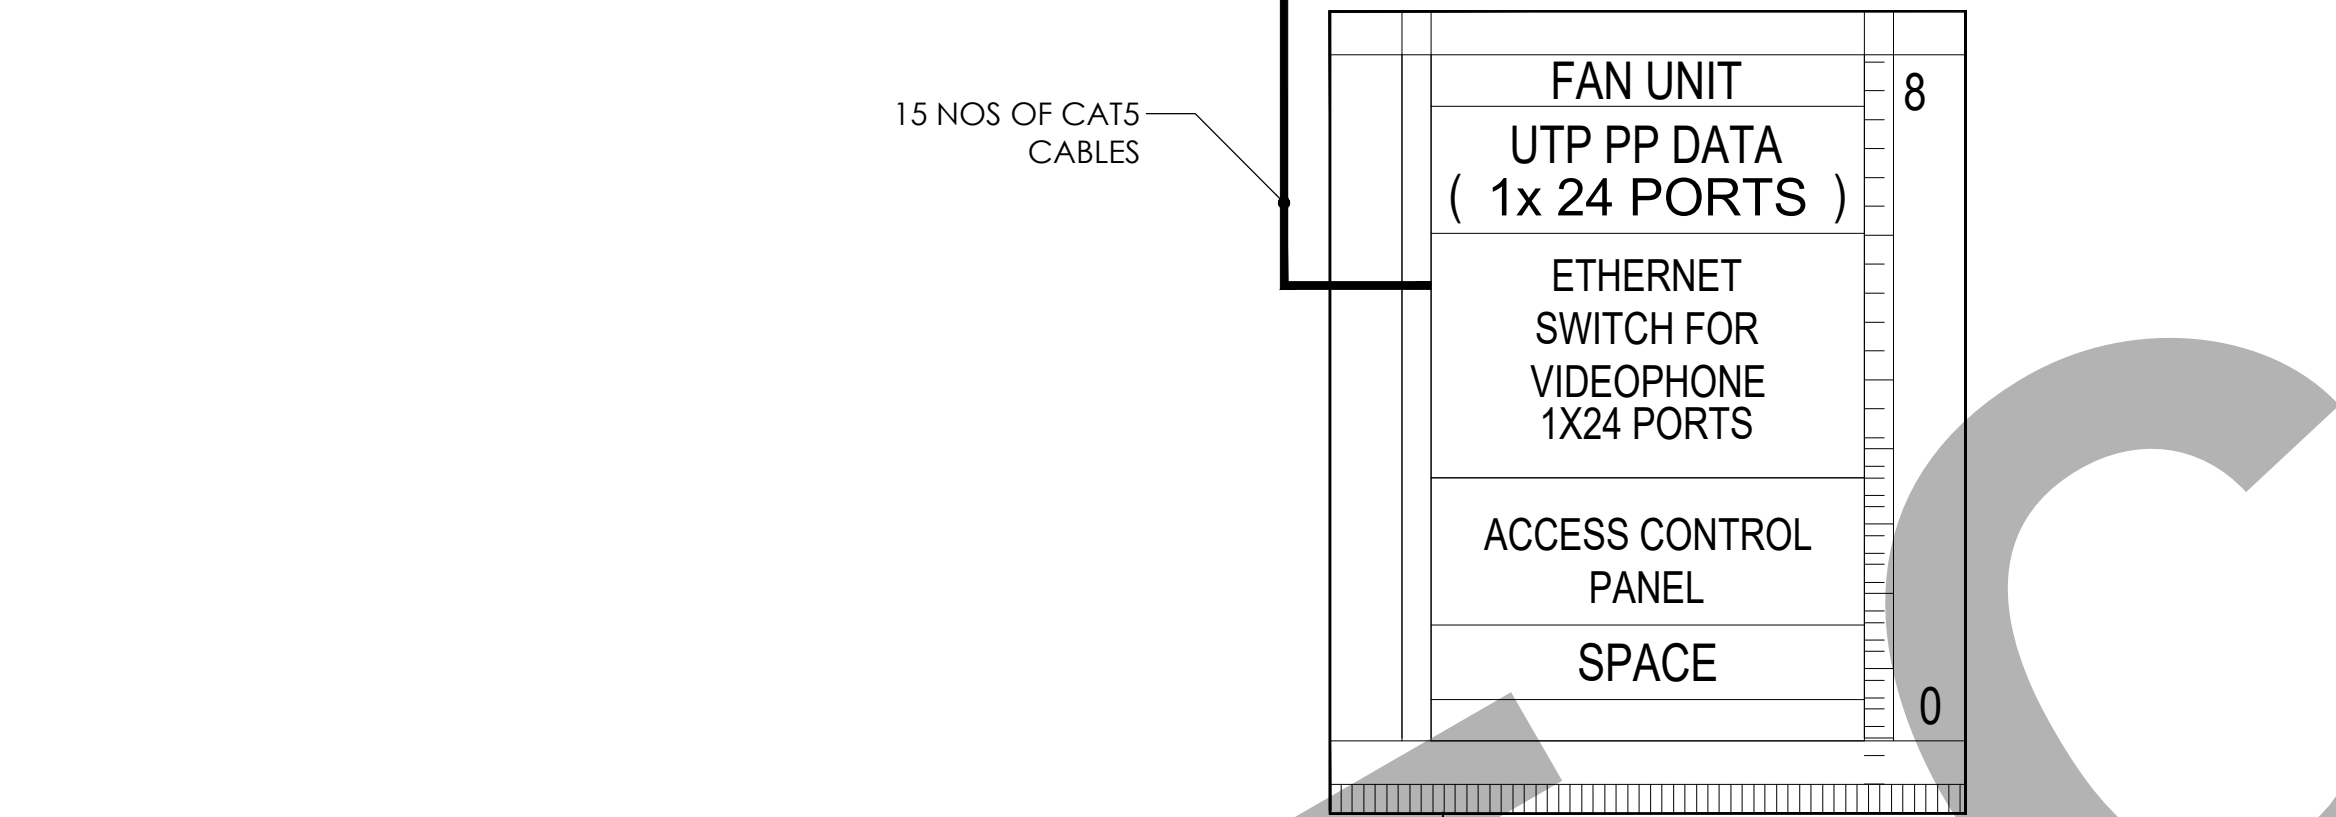 15 NOS OF CAT5
CABLES
FAN UNIT
8
UTP PP DATA
( 1x 24 PORTS )
ETHERNET
SWITCH FOR
VIDEOPHONE
1X24 PORTS
ACCESS CONTROL
PANEL
SPACE
0